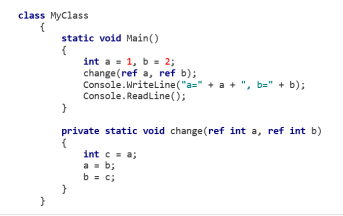 class MyClass
{
static void Main()
{
int a = 1, b = 2;
change(ref a, ref b);
Console.WriteLine("a=" + a + ", b=" + b);
Console.ReadLine();
}
private static void change(ref int a, ref int b)
{
int c = a;
a = b;
b = c;
}
}